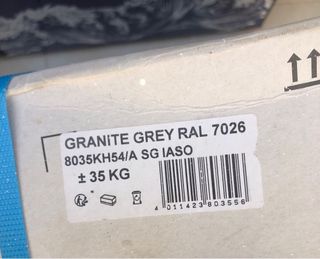 GRANITE GREY RAL 7026
8035KH54/A SG IASO
± 35 KG
4 011423 803556